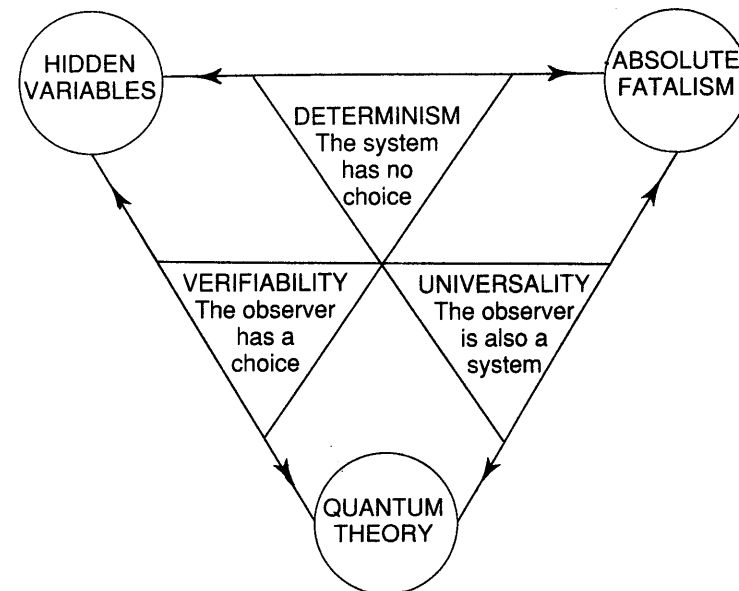 HIDDEN
VARIABLES
ABSOLUTE
FATALISM
DETERMINISM
The system
has no
choice
VERIFIABILITY
The observer
has a
choice
UNIVERSALITY
The observer
is also a
system
QUANTUM
THEORY